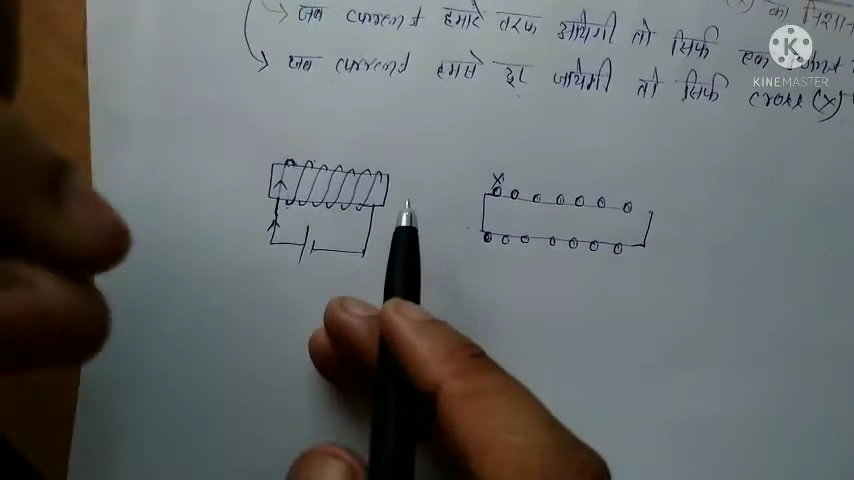 का निशान
जब current हमारे तरफ आयेगी तो सिर्फ
जब current हमसे दूर जायेगी तो सिर्फ cross (x)
X
KINEMASTER